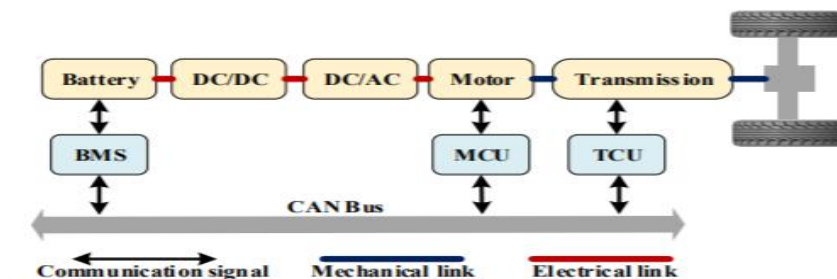 Battery DC/DC DC/AC Motor Transmission
BMS MCU TCU
CAN Bus
Communication signal Mechanical link Electrical link